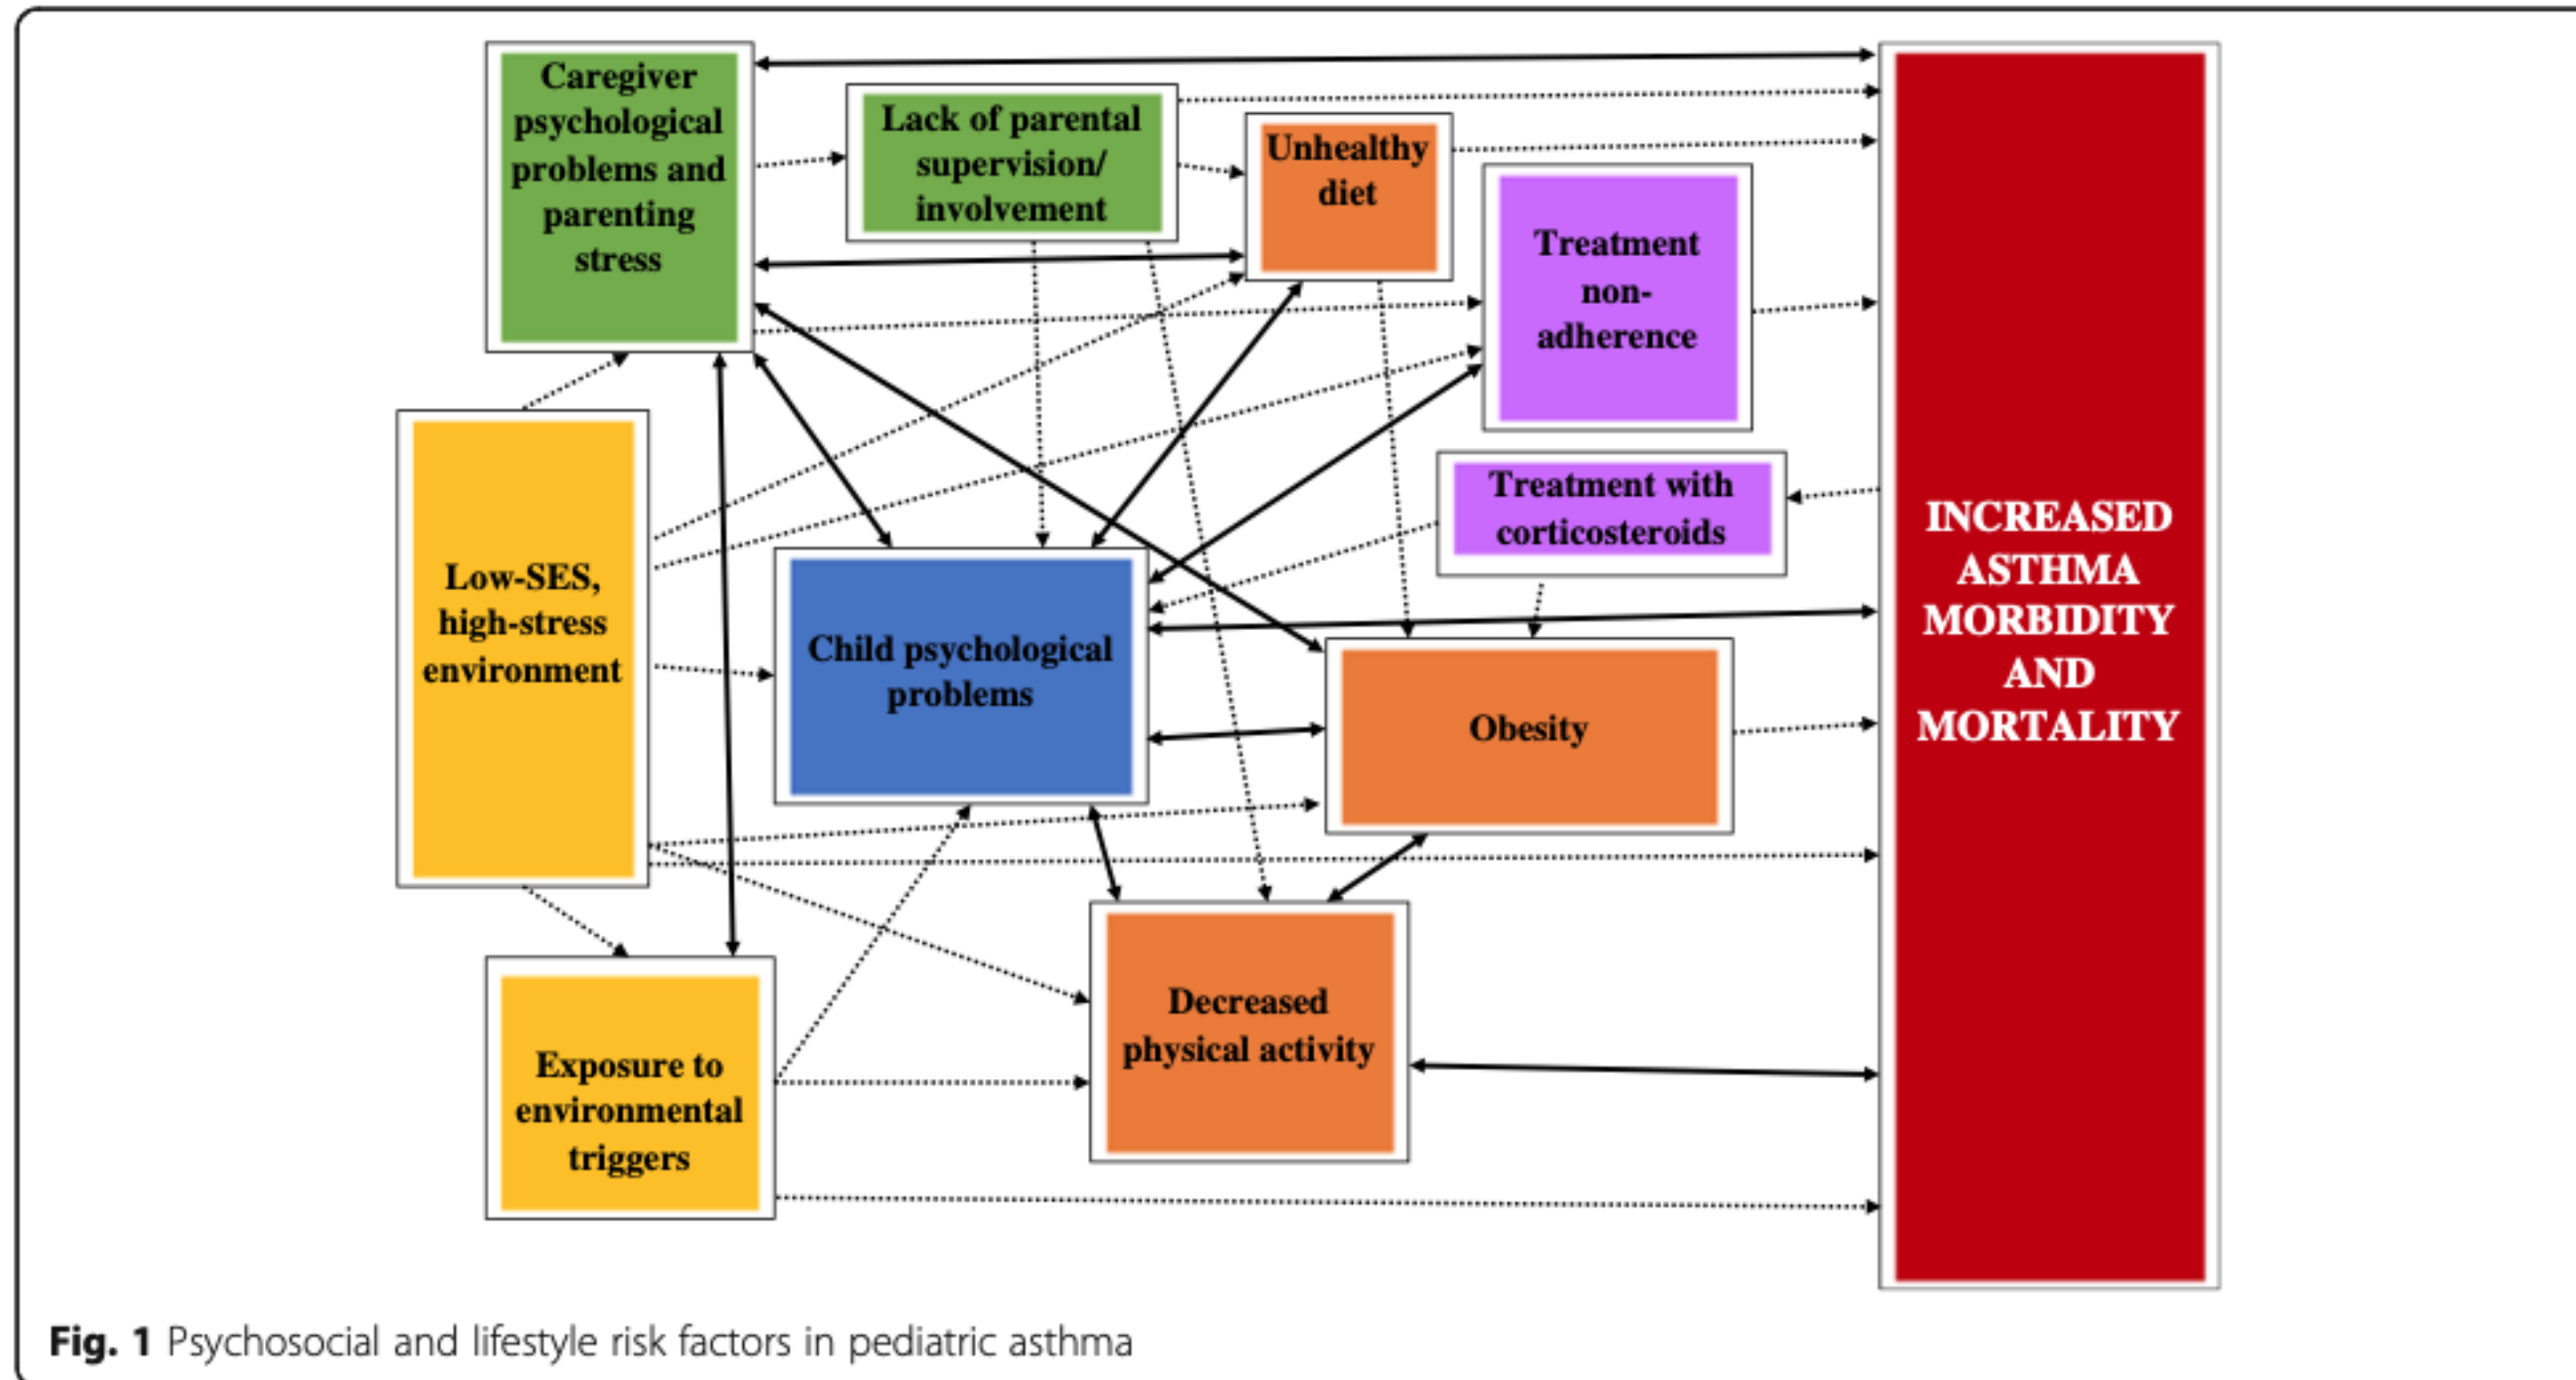 Caregiver
psychological
problems and
parenting
stress
Lack of parental
supervision/
involvement
Unhealthy
diet
Treatment
non-
adherence
Treatment with
corticosteroids
Low-SES,
high-stress
environment
Child psychological
problems
Obesity
Decreased
physical activity
Exposure to
environmental
triggers
INCREASED
ASTHMA
MORBIDITY
AND
MORTALITY
Fig. 1 Psychosocial and lifestyle risk factors in pediatric asthma